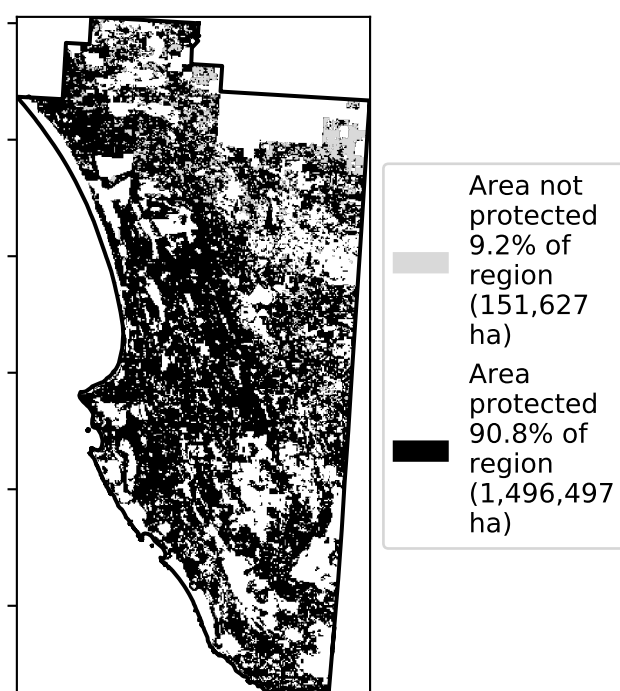 Area not
protected
9.2% of
region
(151,627
ha)
Area
protected
90.8% of
region
(1,496,497
ha)